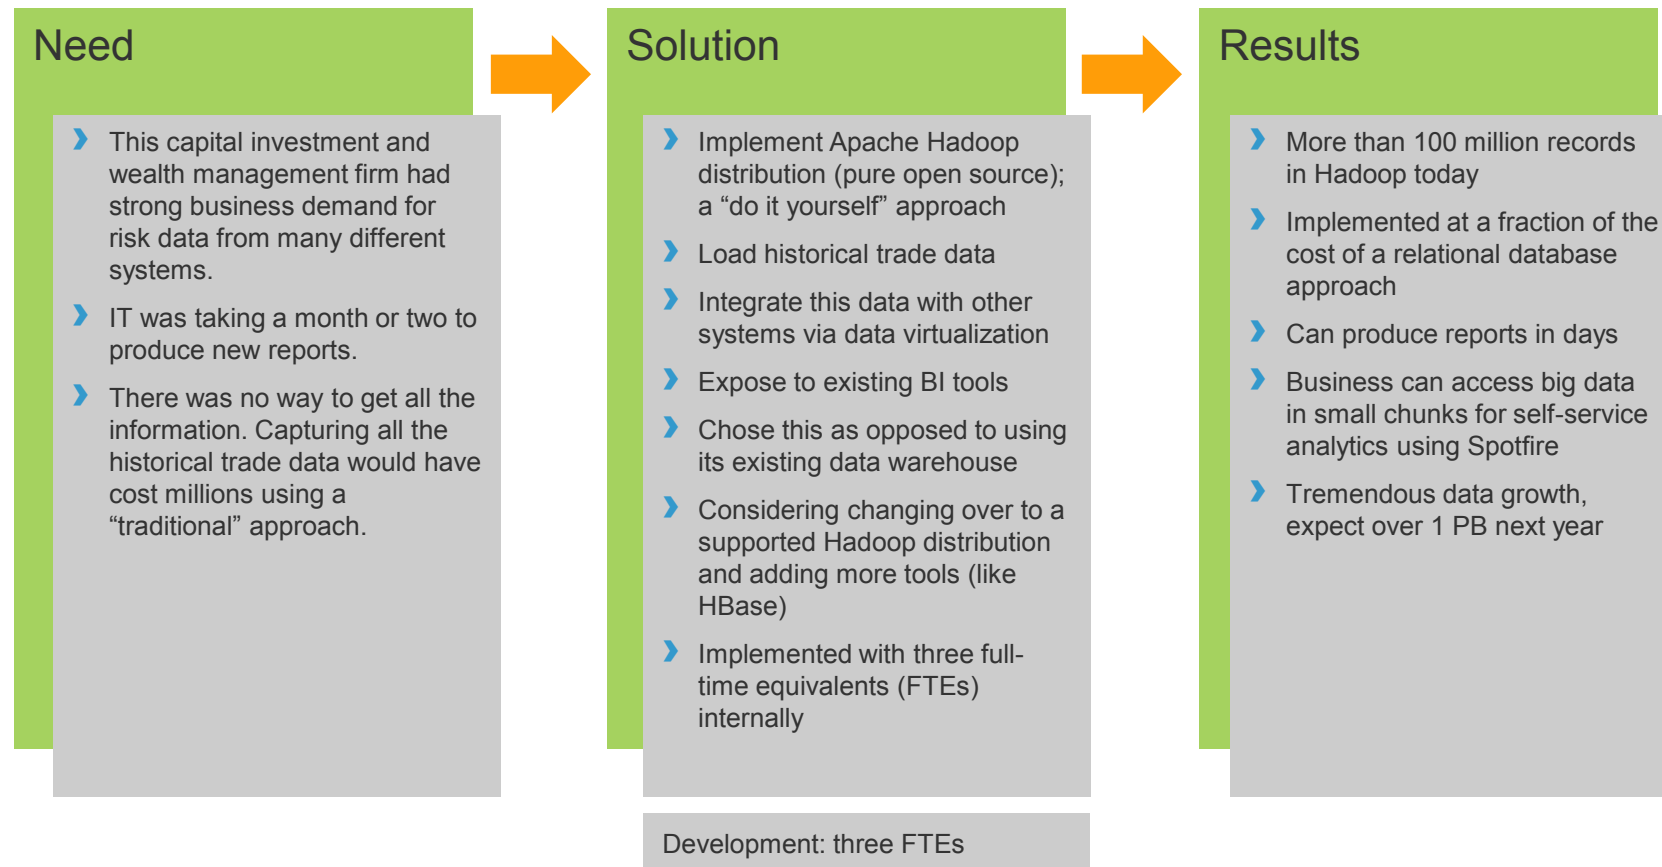 Need
This capital investment and
wealth management firm had
strong business demand for
risk data from many different
systems.
IT was taking a month or two to
produce new reports.
There was no way to get all the
information. Capturing all the
historical trade data would have
cost millions using a
“traditional” approach.
Solution
Implement Apache Hadoop
distribution (pure open source);
a “do it yourself” approach
Load historical trade data
Integrate this data with other
systems via data virtualization
Expose to existing BI tools
Chose this as opposed to using
its existing data warehouse
Considering changing over to a
supported Hadoop distribution
and adding more tools (like
HBase)
Implemented with three full-
time equivalents (FTEs)
internally
Development: three FTEs
Results
More than 100 million records
in Hadoop today
Implemented at a fraction of the
cost of a relational database
approach
Can produce reports in days
Business can access big data
in small chunks for self-service
analytics using Spotfire
Tremendous data growth,
expect over 1 PB next year